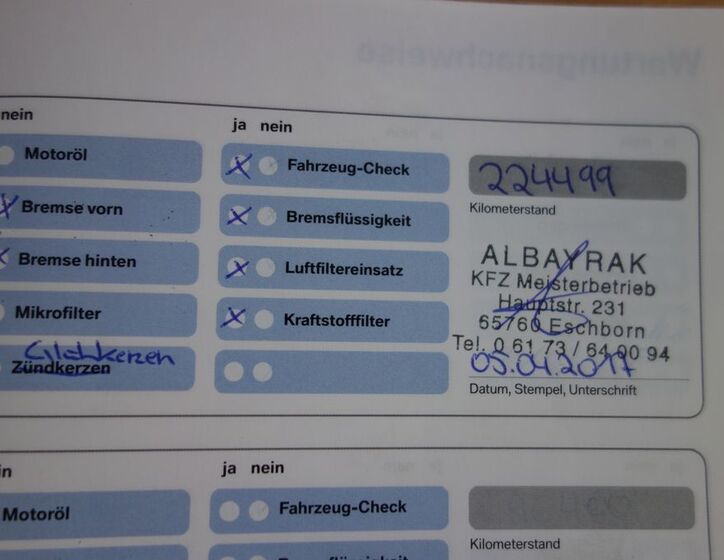 Wartungsnachweise
nein
ja nein
Motoröl
Fahrzeug-Check
224499
Bremse vorn
Bremsflüssigkeit
Kilometerstand
Bremse hinten
Luftfiltereinsatz
ALBAYRAK
KFZ Meisterbetrieb
Hauptstr. 231
65760 Eschborn
Tel. 0 61 73 / 64 00 94
Mikrofilter
Kraftstofffilter
Glühkerzen
Zündkerzen
05.04.2017
Datum, Stempel, Unterschrift
ja nein
Motoröl
Fahrzeug-Check
Kilometerstand